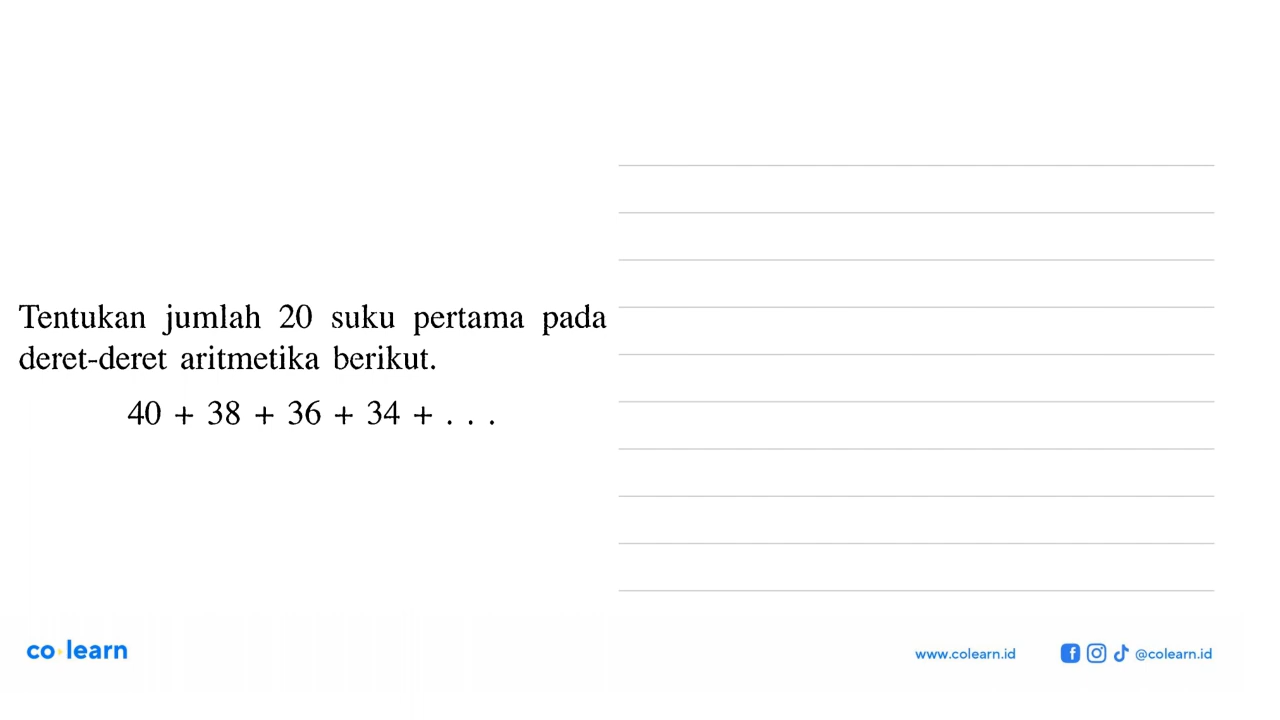 Tentukan jumlah 20 suku pertama pada
deret-deret aritmetika berikut.
40 + 38 + 36 + 34 + . . .
co learn
www.colearn.id
@colearn.id